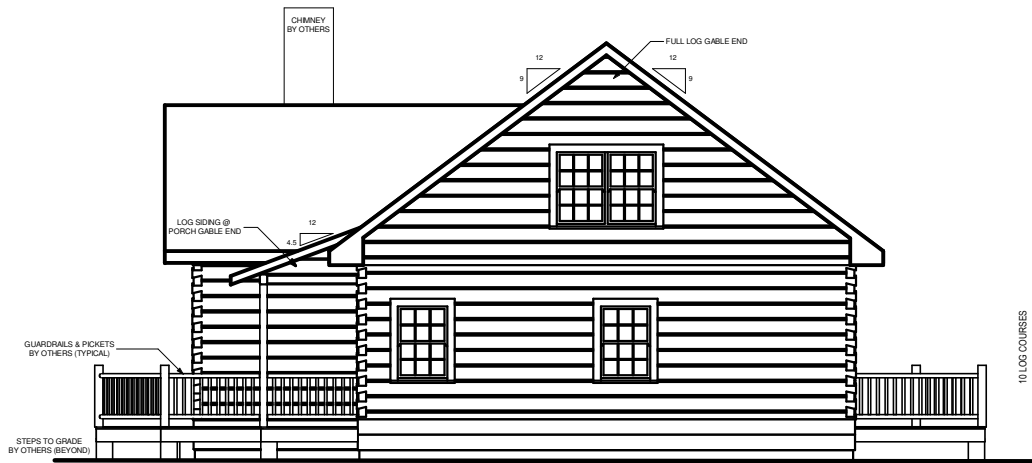 CHIMNEY
BY OTHERS
FULL LOG GABLE END
12
9
12
9
LOG SIDING @
PORCH GABLE END
12
4.5
GUARDRAILS & PICKETS
BY OTHERS (TYPICAL)
10 LOG COURSES
STEPS TO GRADE
BY OTHERS (BEYOND)